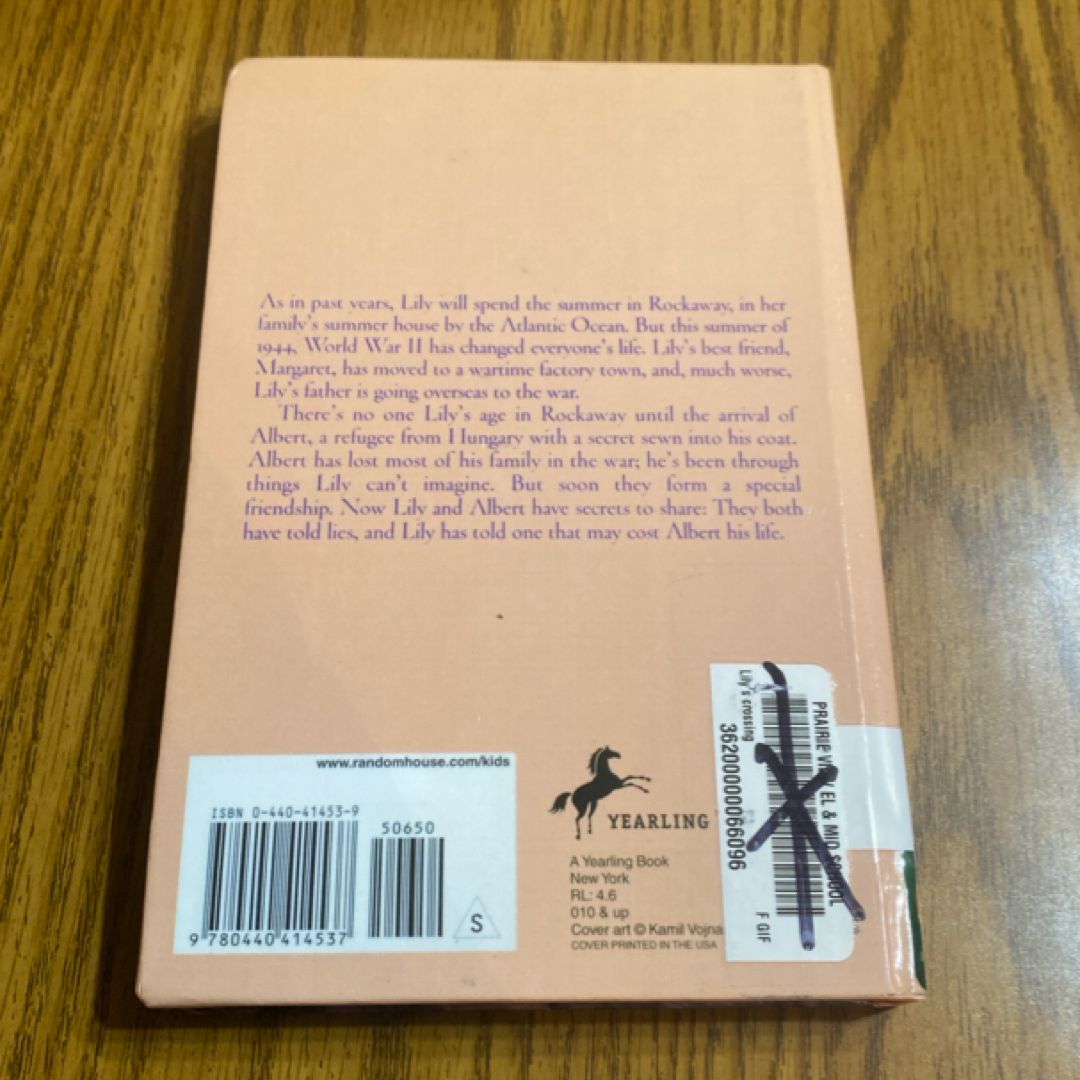 As in past years, Lily will spend the summer in Rockaway, in her
family's summer house by the Atlantic Ocean. But this summer of
1944, World War II has changed everyone's life. Lily's best friend,
Margaret, has moved to a wartime factory town, and, much worse,
Lily's father is going overseas to the war.
There's no one Lily's age in Rockaway until the arrival of
Albert, a refugee from Hungary with a secret sewn into his coat.
Albert has lost most of his family in the war; he's been through
things Lily can't imagine. But soon they form a special
friendship. Now Lily and Albert have secrets to share: They both
have told lies, and Lily has told one that may cost Albert his life.
www.randomhouse.com/kids
ISBN 0-440-41453-9
50650
9 780440 414537
S
YEARLING
A Yearling Book
New York
RL: 4.6
010 & up
Cover art © Kamil Vojna
COVER PRINTED IN THE USA
PRAIRIE EL & MID SCHOOL
Lily's crossing
36200000066096
F GIF